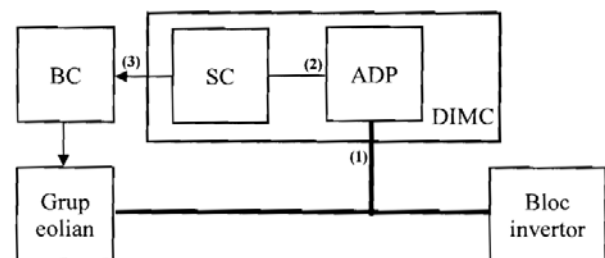 BC
(3)
SC
(2)
ADP
DIMC
(1)
Grup
eolian
Bloc
invertor